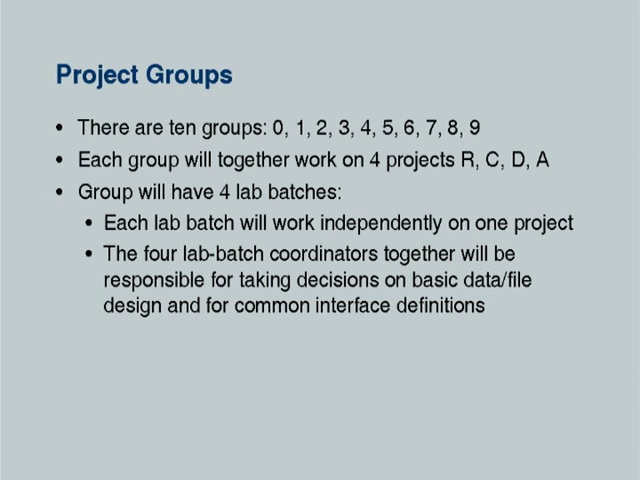 Project Groups
• There are ten groups: 0, 1, 2, 3, 4, 5, 6, 7, 8, 9
• Each group will together work on 4 projects R, C, D, A
• Group will have 4 lab batches:
• Each lab batch will work independently on one project
• The four lab-batch coordinators together will be
responsible for taking decisions on basic data/file
design and for common interface definitions